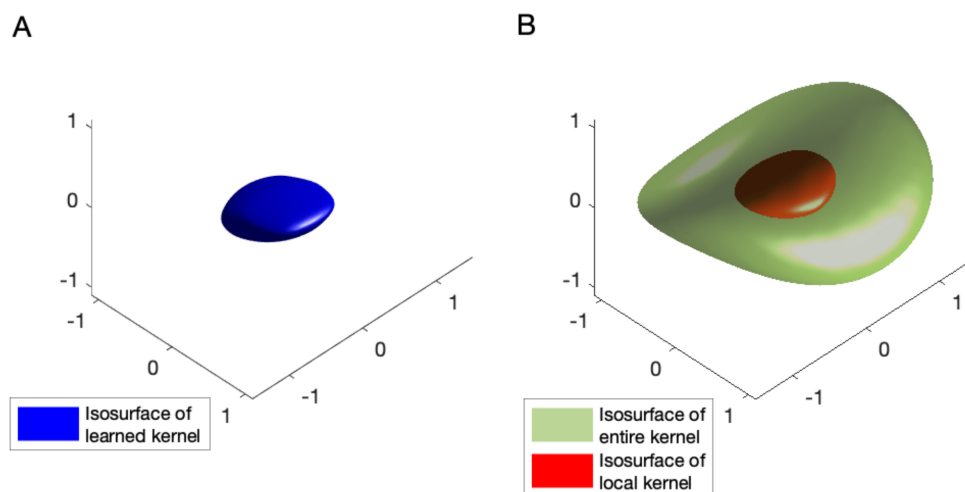 A
1
0
-1
-1
0
1
-1
0
1
Isosurface of
learned kernel
B
1
0
-1
-1
0
1
-1
0
1
Isosurface of
entire kernel
Isosurface of
local kernel